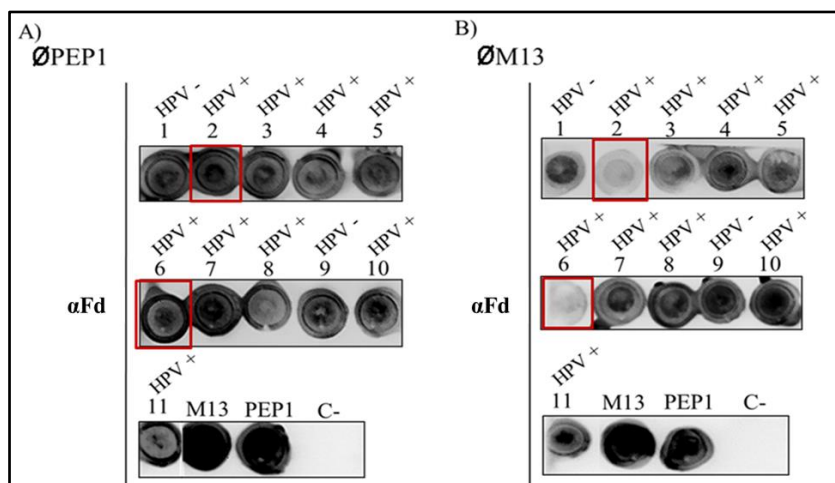 A)
ØPEP1
HPV - HPV + HPV + HPV + HPV +
1 2 3 4 5
HPV + HPV + HPV + HPV - HPV +
6 7 8 9 10
αFd
HPV +
11 M13 PEP1 C-
B)
ØM13
HPV - HPV + HPV + HPV + HPV +
1 2 3 4 5
HPV + HPV + HPV + HPV - HPV +
6 7 8 9 10
αFd
HPV +
11 M13 PEP1 C-